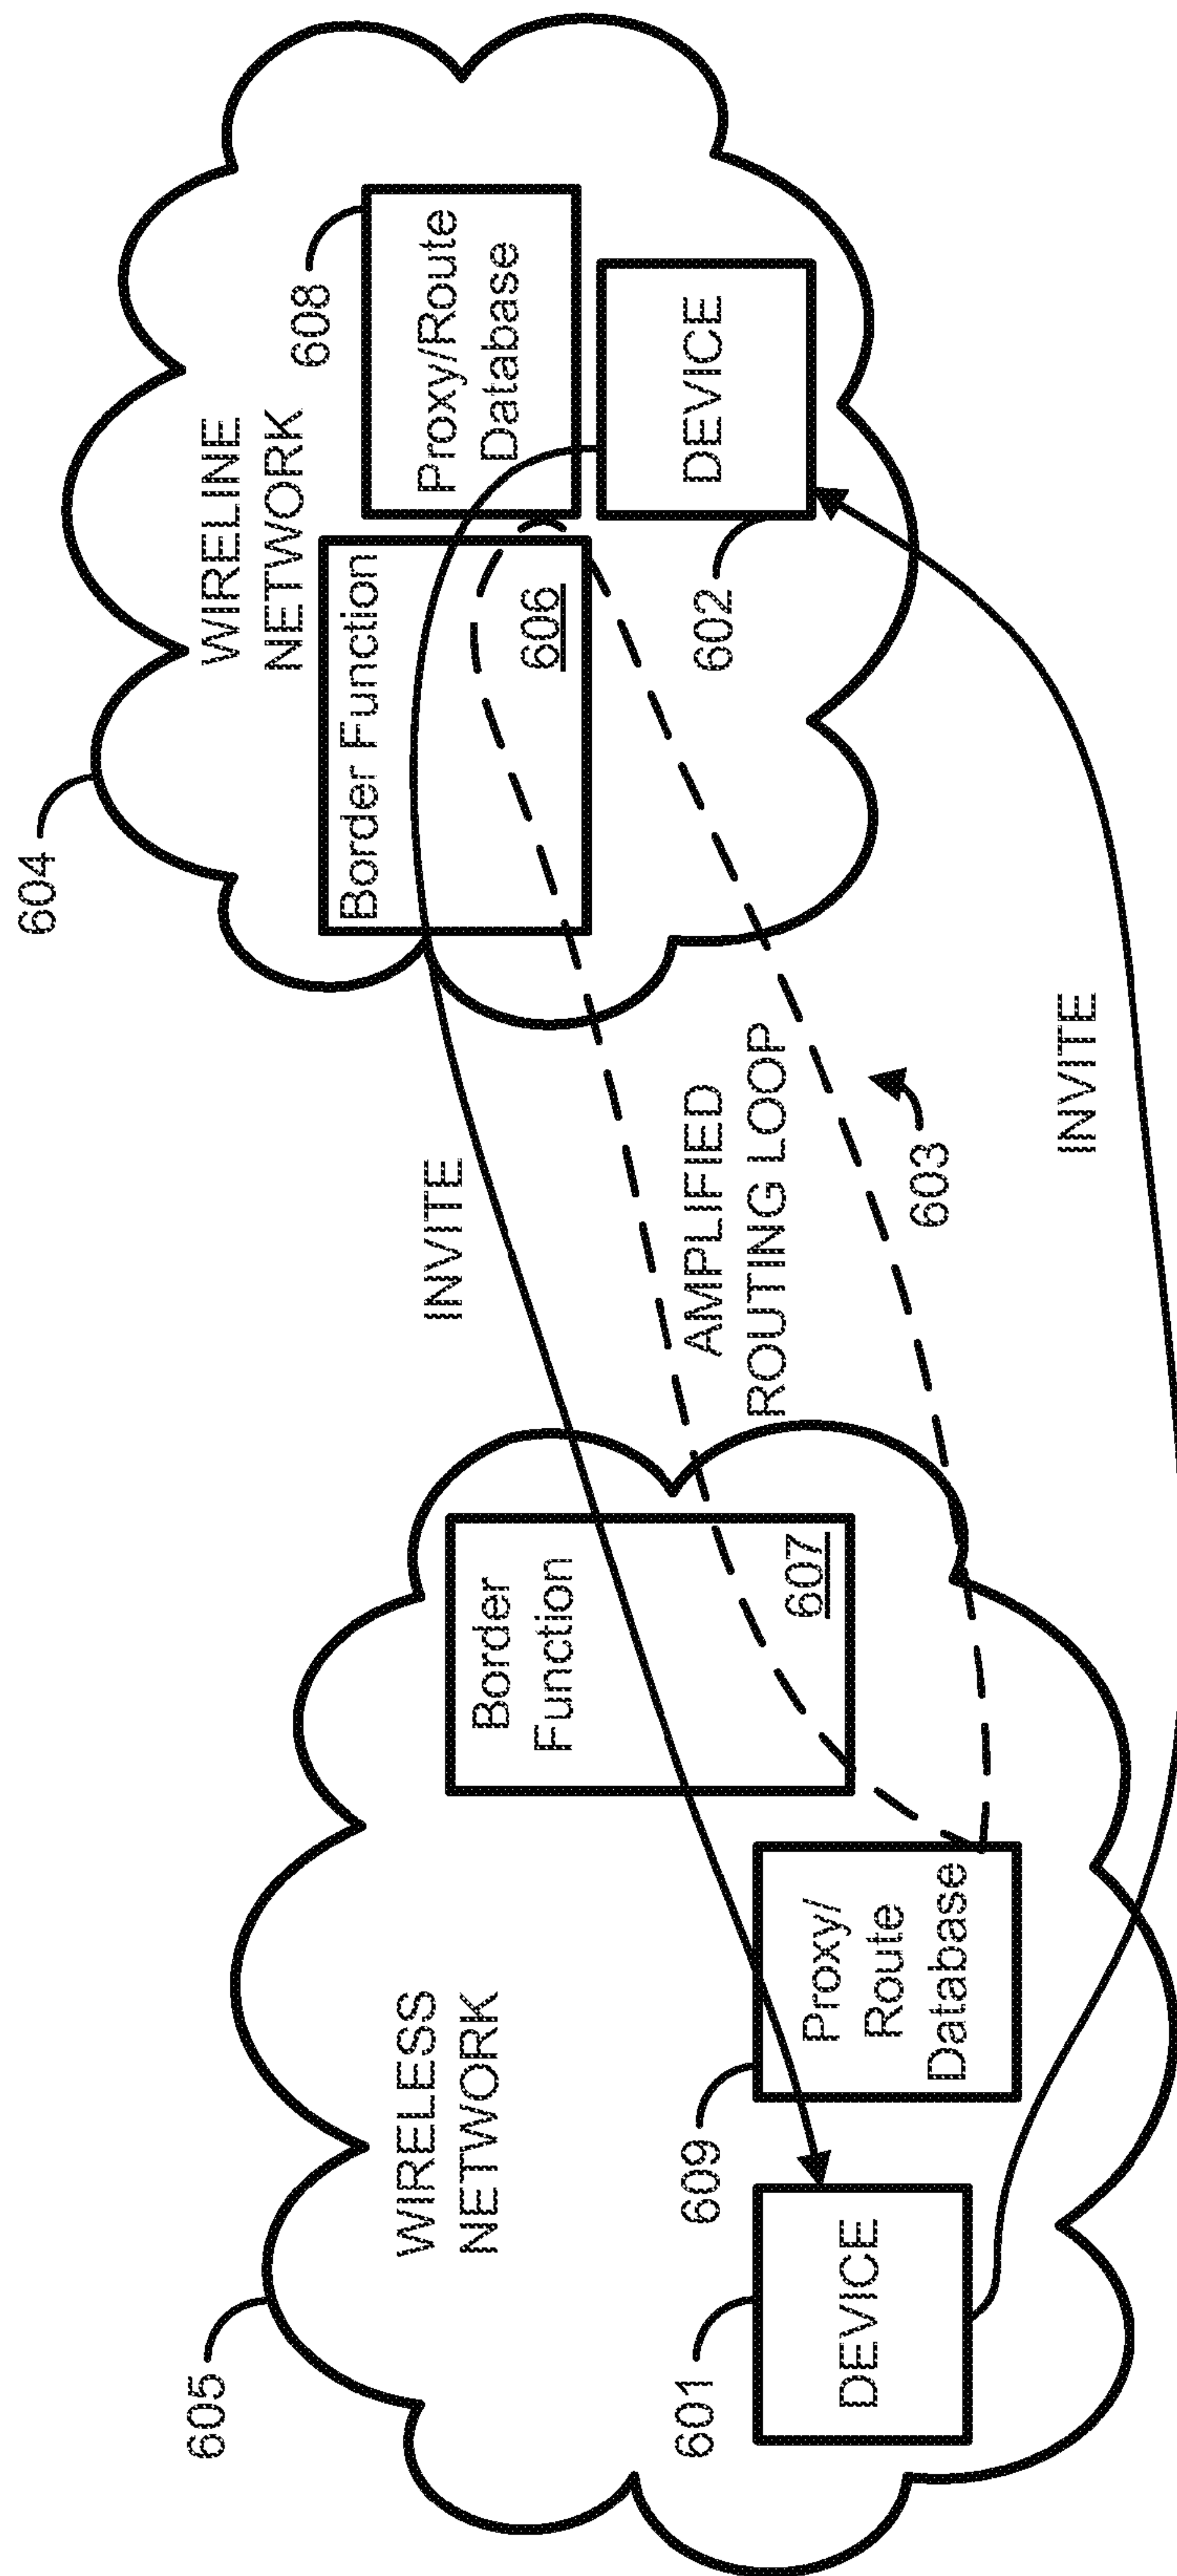 604
WIRELINE
NETWORK
608
Proxy/Route
Database
Border Function
606
DEVICE
602
INVITE
AMPLIFIED
ROUTING LOOP
603
INVITE
605
WIRELESS
NETWORK
Border
Function
607
Proxy/
Route
Database
609
601
DEVICE